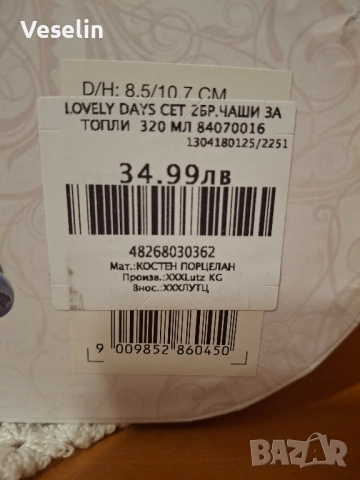 Veselin
D/H: 8.5/10.7 CM
LOVELY DAYS СЕТ 2БР.ЧАШИ ЗА
ТОПЛИ 320 МЛ 84070016
1304180125/2251
34.99лв
48268030362
Мат.:КОСТЕН ПОРЦЕЛАН
Произв.:XXXLutz KG
Внос.:ХХХЛУТЦ
9 009852 860450
BAZAR